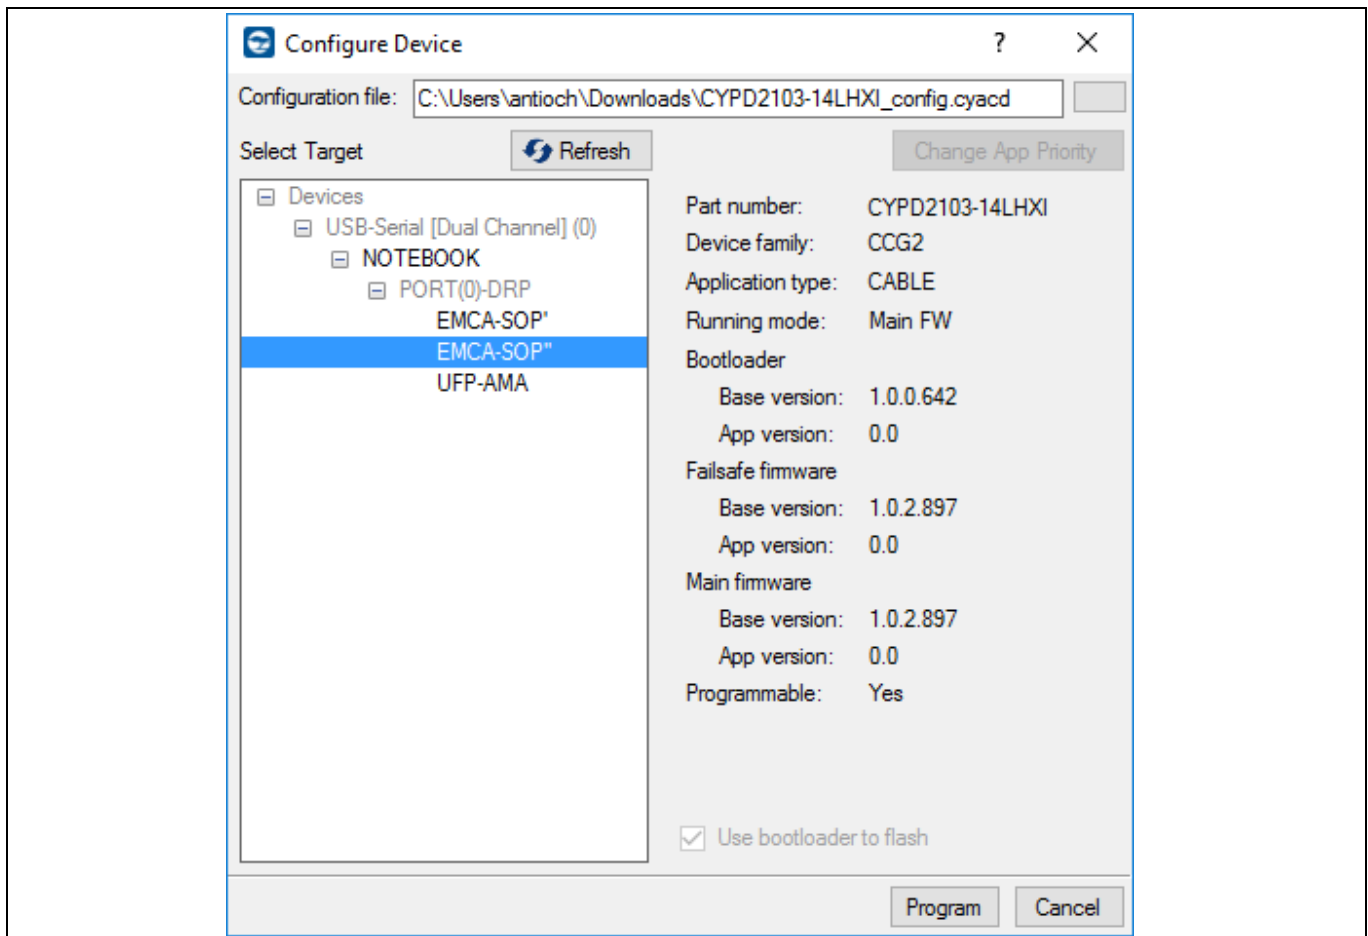 Configure Device
?
Configuration file: C:\Users\antioch\Downloads\CYPD2103-14LHXI_config.cyacd
Select Target
Refresh
Change App Priority
Devices
USB-Serial [Dual Channel] (0)
NOTEBOOK
PORT(0)-DRP
EMCA-SOP'
EMCA-SOP"
UFP-AMA
Part number: CYPD2103-14LHXI
Device family: CCG2
Application type: CABLE
Running mode: Main FW
Bootloader
Base version: 1.0.0.642
App version: 0.0
Failsafe firmware
Base version: 1.0.2.897
App version: 0.0
Main firmware
Base version: 1.0.2.897
App version: 0.0
Programmable: Yes
Use bootloader to flash
Program
Cancel